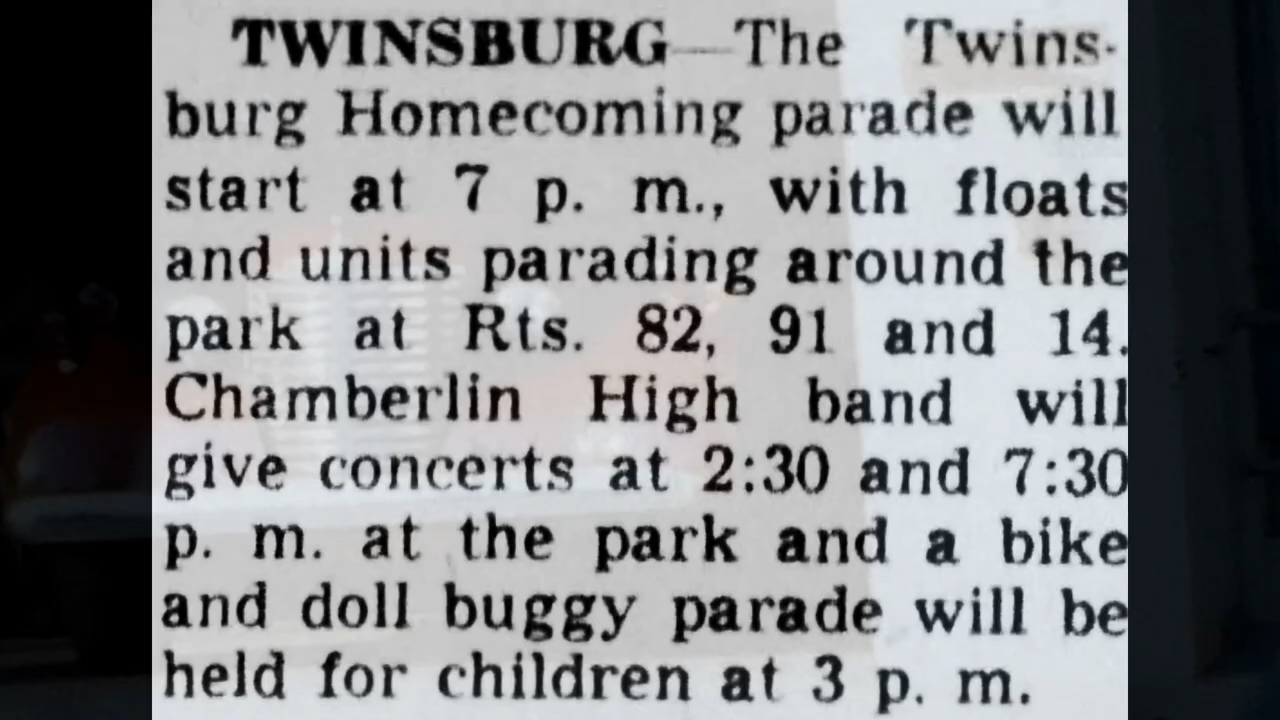 TWINSBURG—The Twins-
burg Homecoming parade will
start at 7 p. m., with floats
and units parading around the
park at Rts. 82, 91 and 14.
Chamberlin High band will
give concerts at 2:30 and 7:30
p. m. at the park and a bike
and doll buggy parade will be
held for children at 3 p. m.